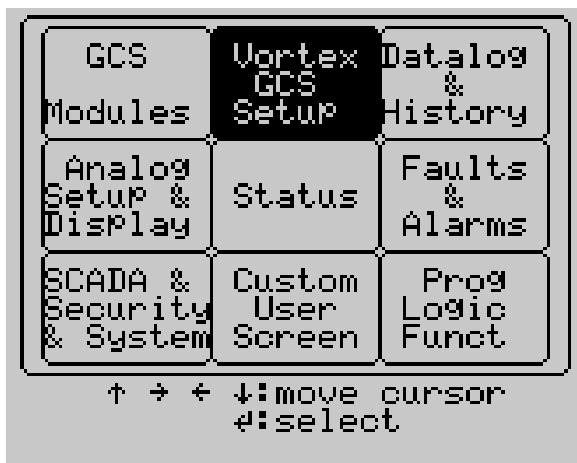 GCS
Modules
Vortex
GCS
Setup
Datalog
&
History
Analog
Setup &
Display
Status
Faults
&
Alarms
SCADA &
Security
& System
Custom
User
Screen
Prog
Logic
Funct
↑ → ← ↓:move cursor
↲:select